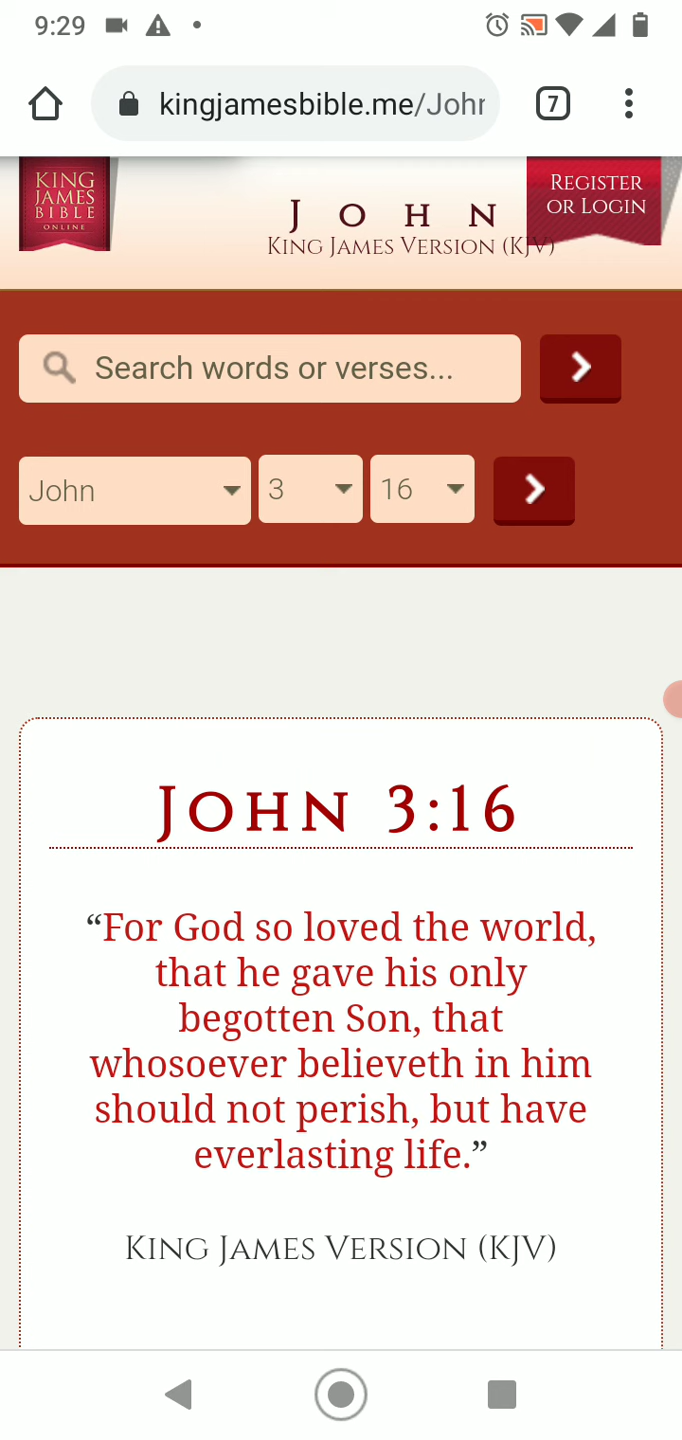 9:29
kingjamesbible.me/John
7
KING
JAMES
BIBLE
ONLINE
JOHN
KING JAMES VERSION (KJV)
REGISTER
OR LOGIN
Search words or verses...
John 3 16
JOHN 3:16
“For God so loved the world,
that he gave his only
begotten Son, that
whosoever believeth in him
should not perish, but have
everlasting life.”
KING JAMES VERSION (KJV)